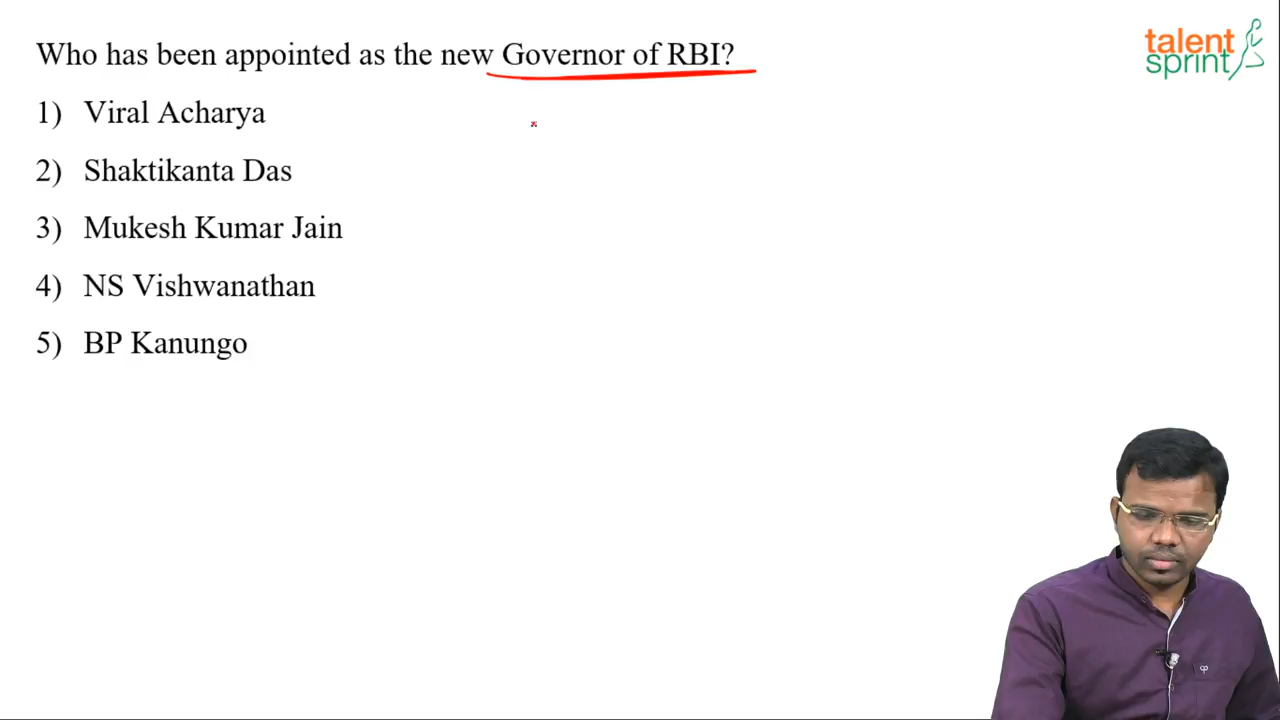 Who has been appointed as the new Governor of RBI?
talent
sprint
1) Viral Acharya
2) Shaktikanta Das
3) Mukesh Kumar Jain
4) NS Vishwanathan
5) BP Kanungo